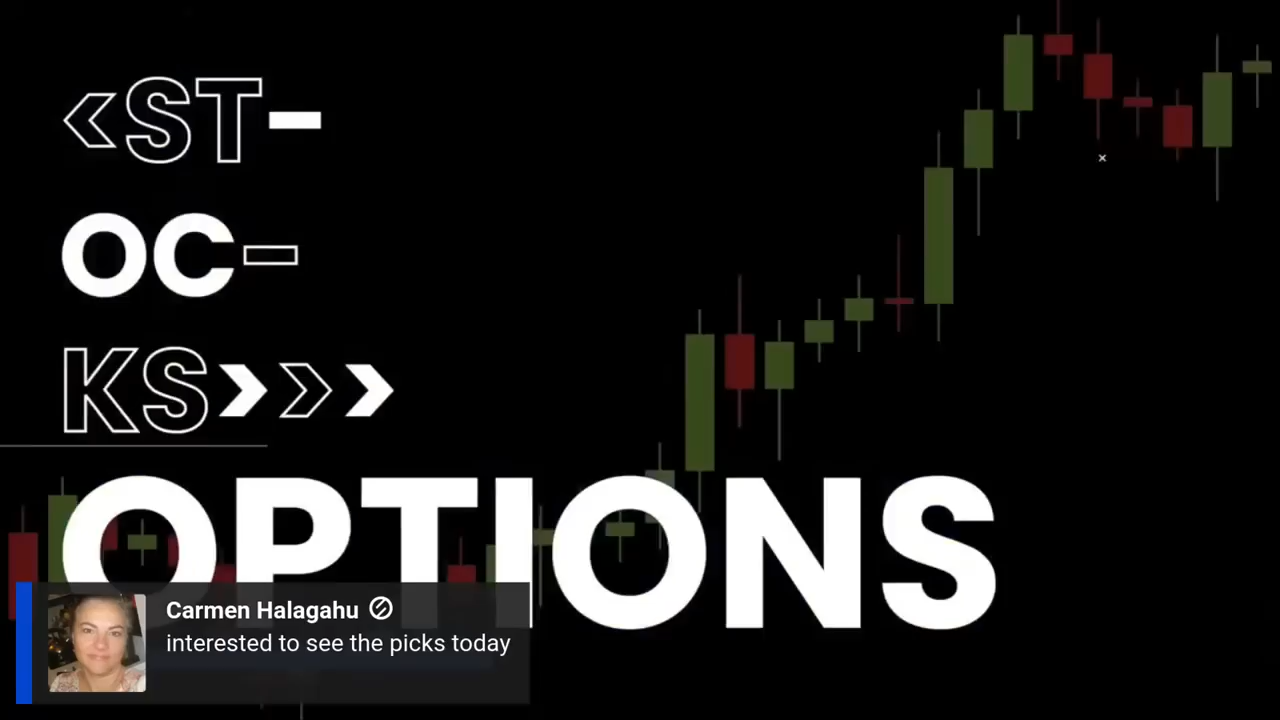 «ST-
OC-
KS>>>
OPTIONS
Carmen Halagahu
interested to see the picks today